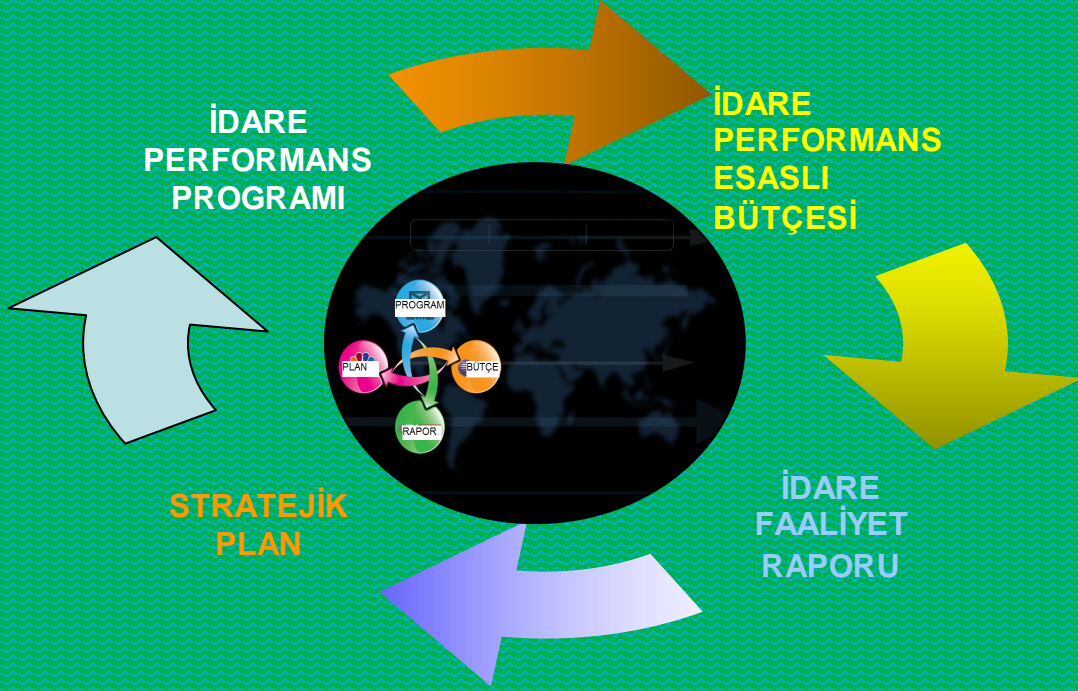 İDARE
PERFORMANS
PROGRAMI
İDARE
PERFORMANS
ESASLI
BÜTÇESİ
PROGRAM
PLAN
BÜTÇE
RAPOR
STRATEJİK
PLAN
İDARE
FAALİYET
RAPORU